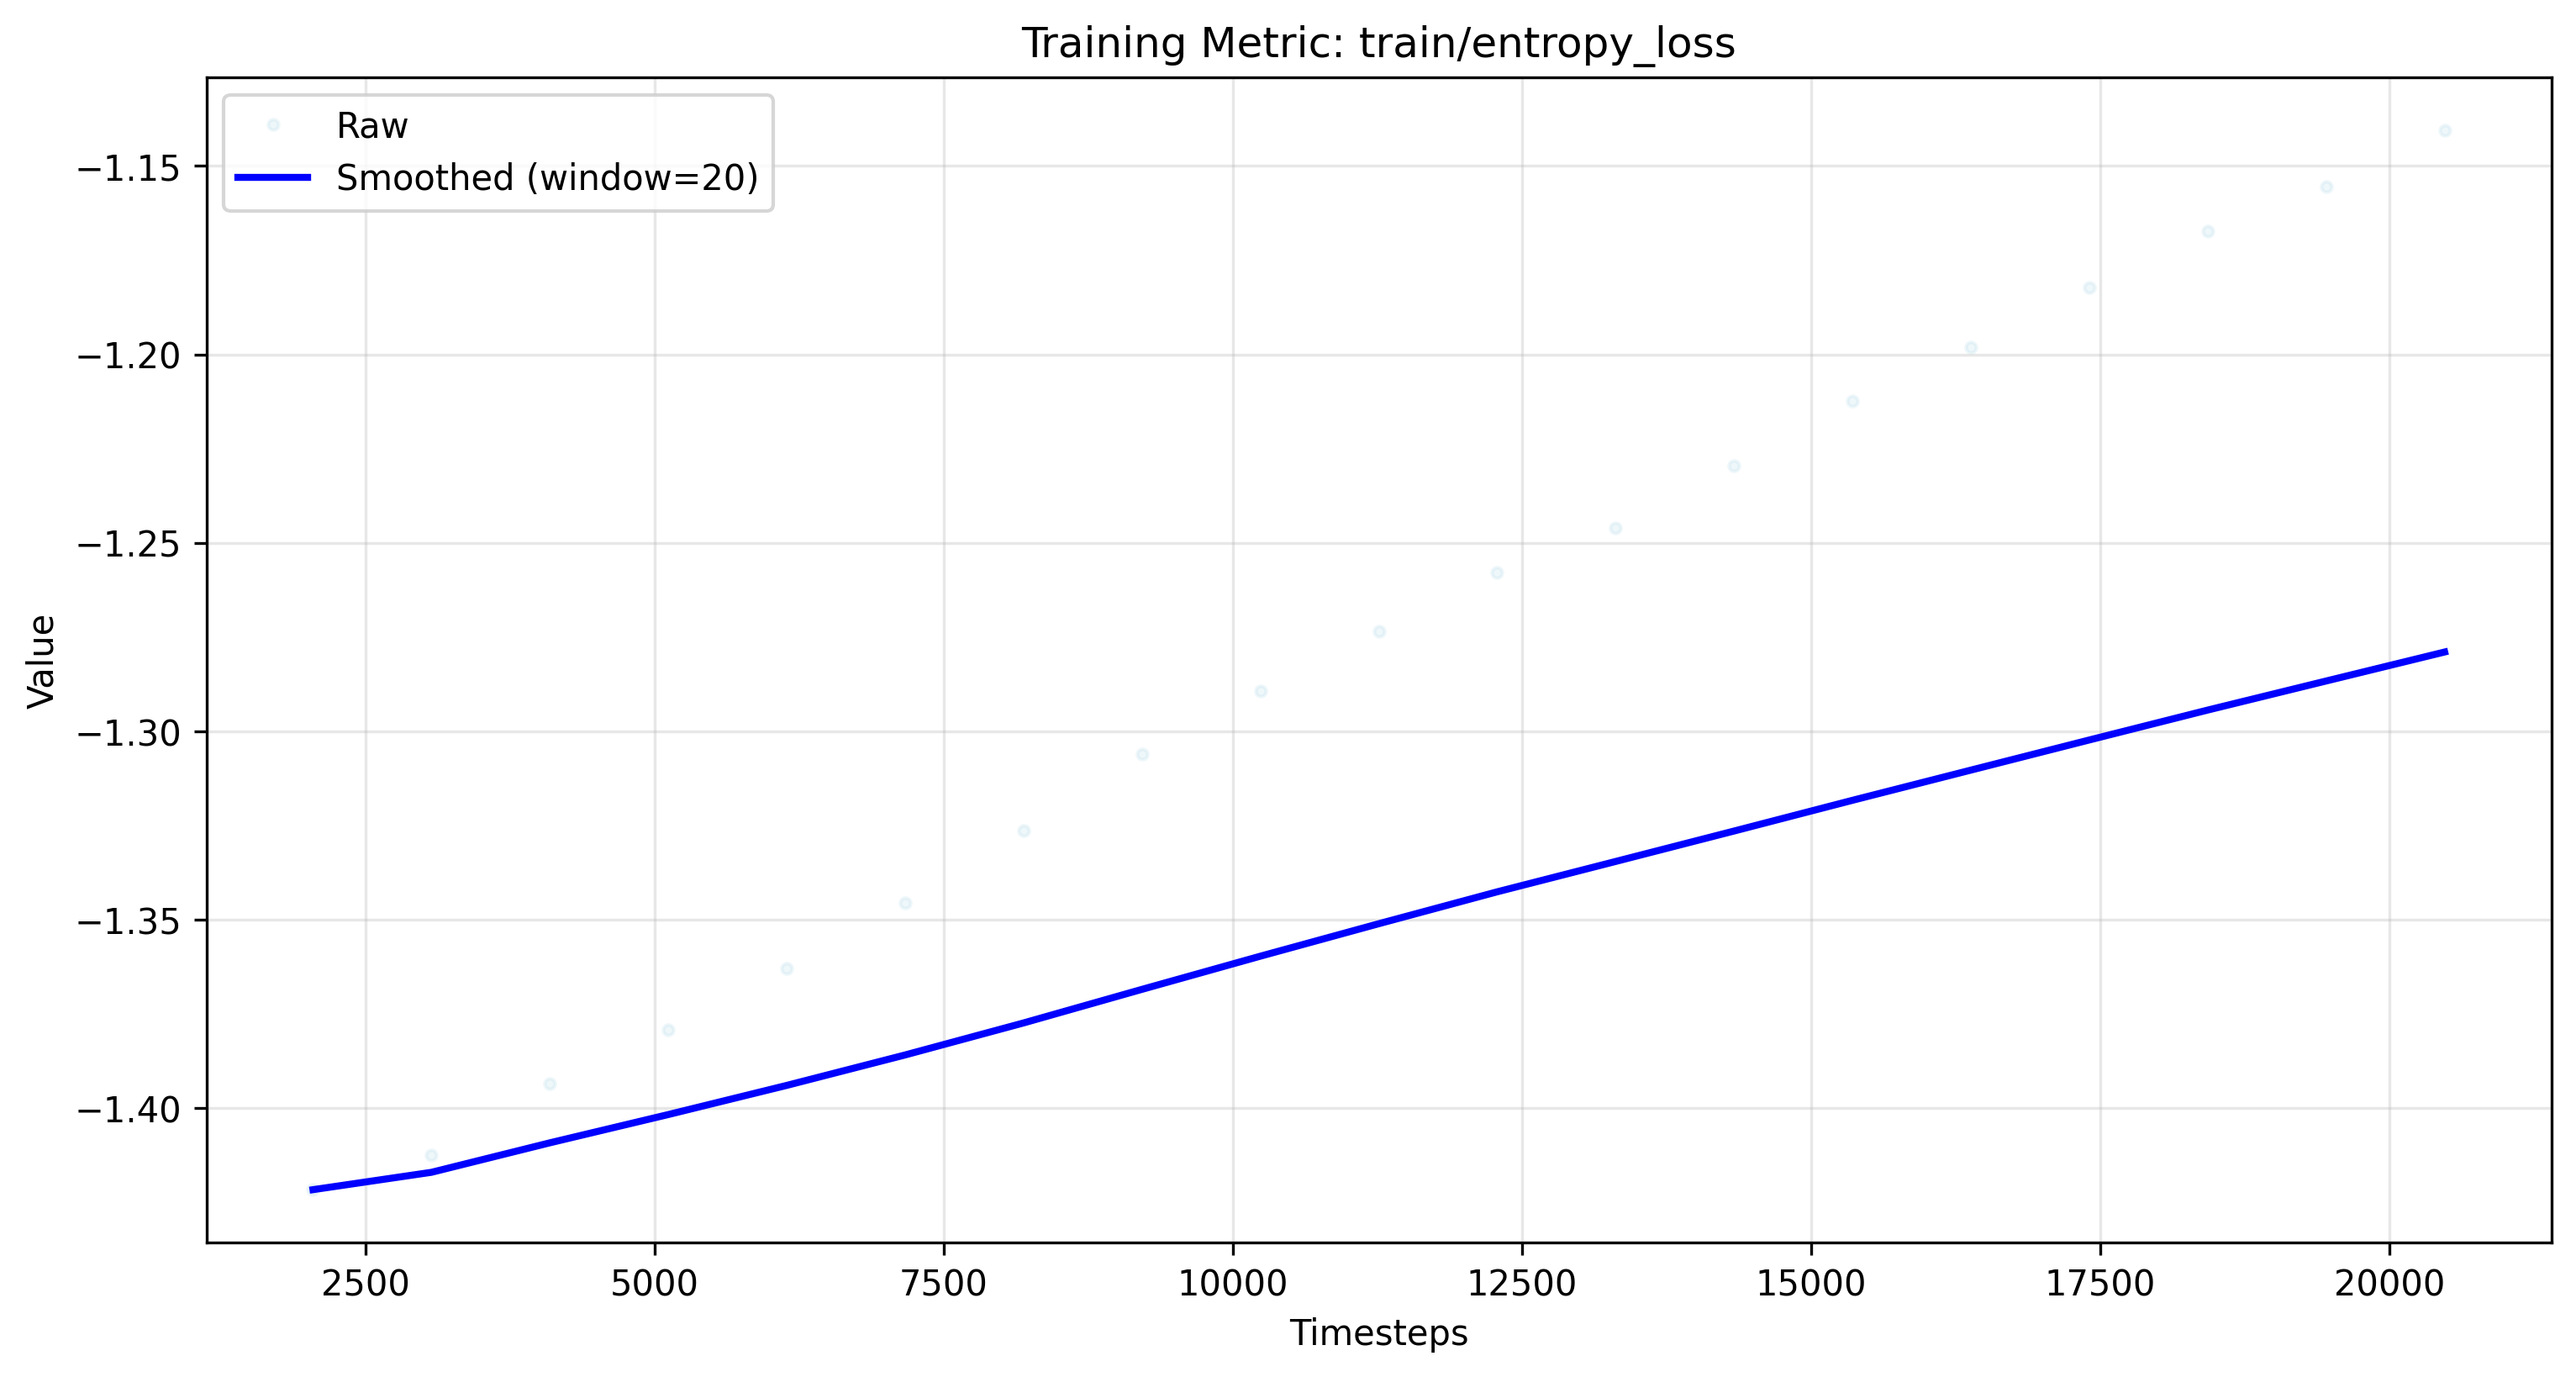 Training Metric: train/entropy_loss
Raw
Smoothed (window=20)
−1.15
−1.20
−1.25
−1.30
−1.35
−1.40
Value
2500 5000 7500 10000 12500 15000 17500 20000
Timesteps